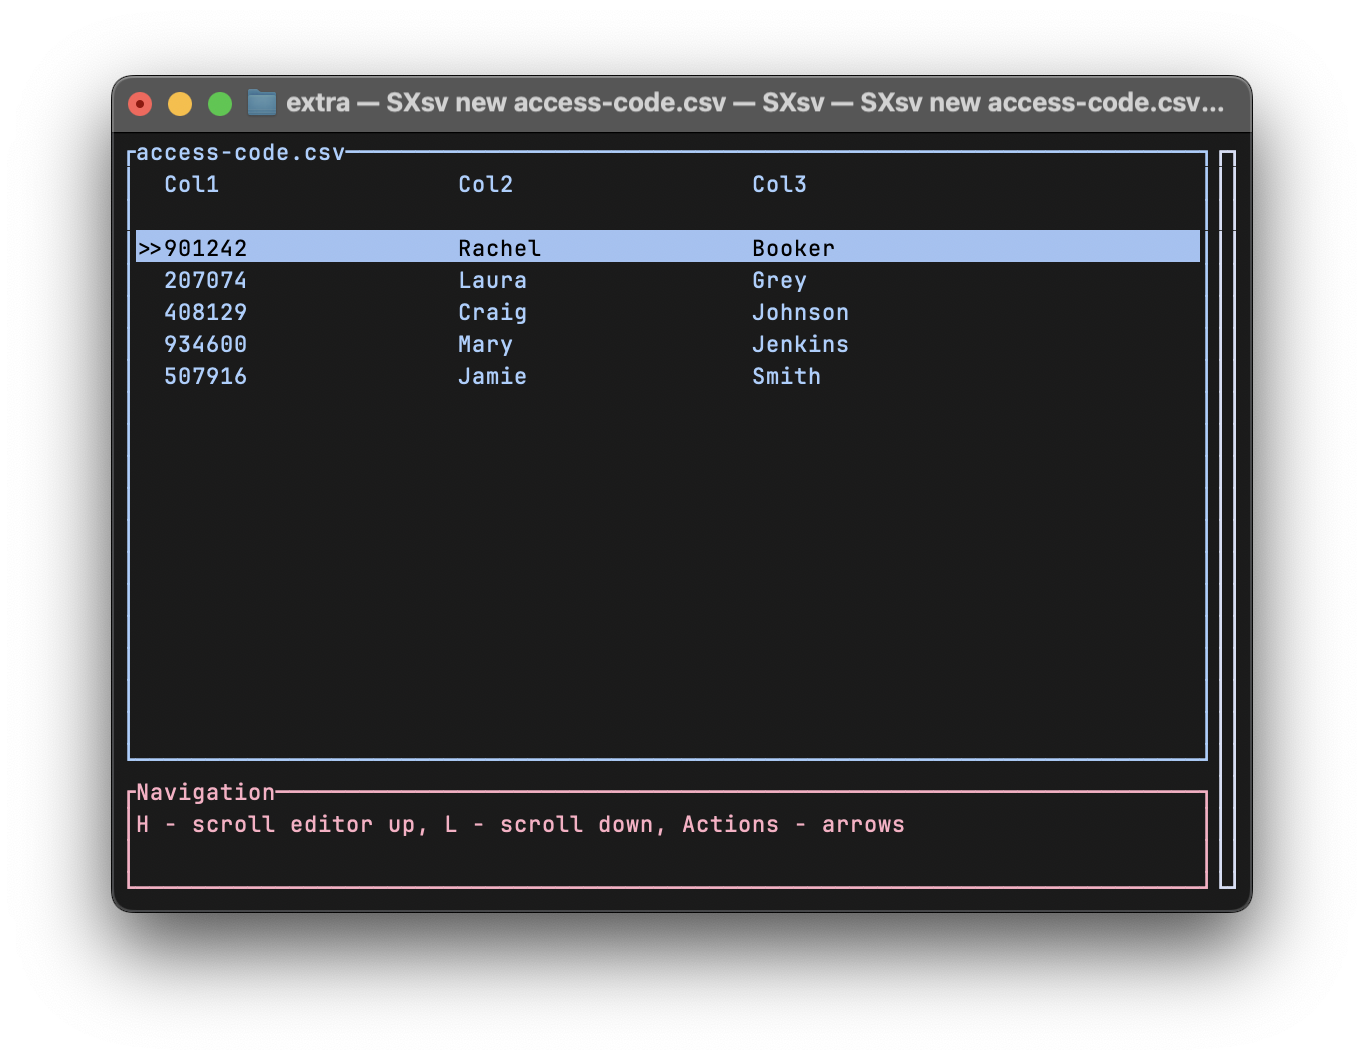 extra — SXsv new access-code.csv — SXsv — SXsv new access-code.csv...
access-code.csv
Col1 Col2 Col3
>>901242 Rachel Booker
207074 Laura Grey
408129 Craig Johnson
934600 Mary Jenkins
507916 Jamie Smith
Navigation
H - scroll editor up, L - scroll down, Actions - arrows